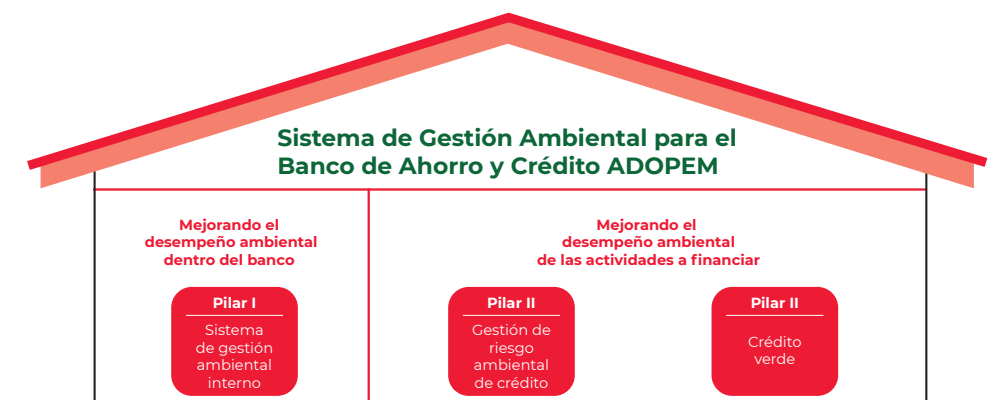 Sistema de Gestión Ambiental para el
Banco de Ahorro y Crédito ADOPEM
Mejorando el
desempeño ambiental
dentro del banco
Mejorando el
desempeño ambiental
de las actividades a financiar
Pilar I
Sistema
de gestión
ambiental
interno
Pilar II
Gestión de
riesgo
ambiental
de crédito
Pilar II
Crédito
verde